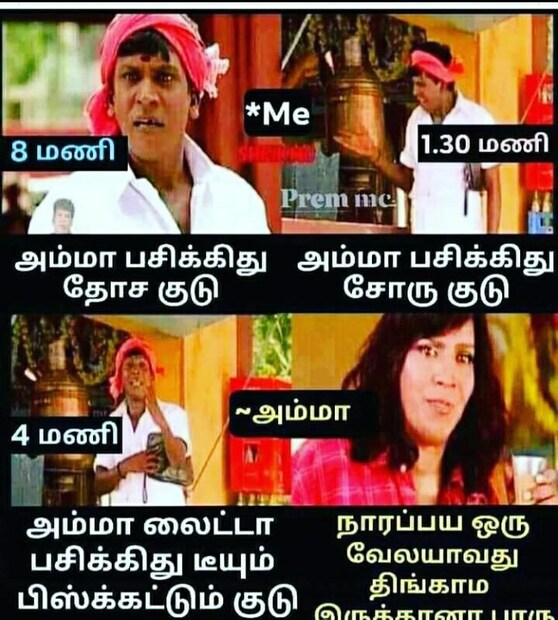 *Me
8 மணி
1.30 மணி
Prem mc
அம்மா பசிக்கிது
தோச குடு
அம்மா பசிக்கிது
சோரு குடு
4 மணி
~அம்மா
அம்மா லைட்டா
பசிக்கிது டீயும்
பிஸ்க்கட்டும் குடு
நாரப்பய ஒரு
வேலயாவது
திங்காம
இருக்கானா பாரு